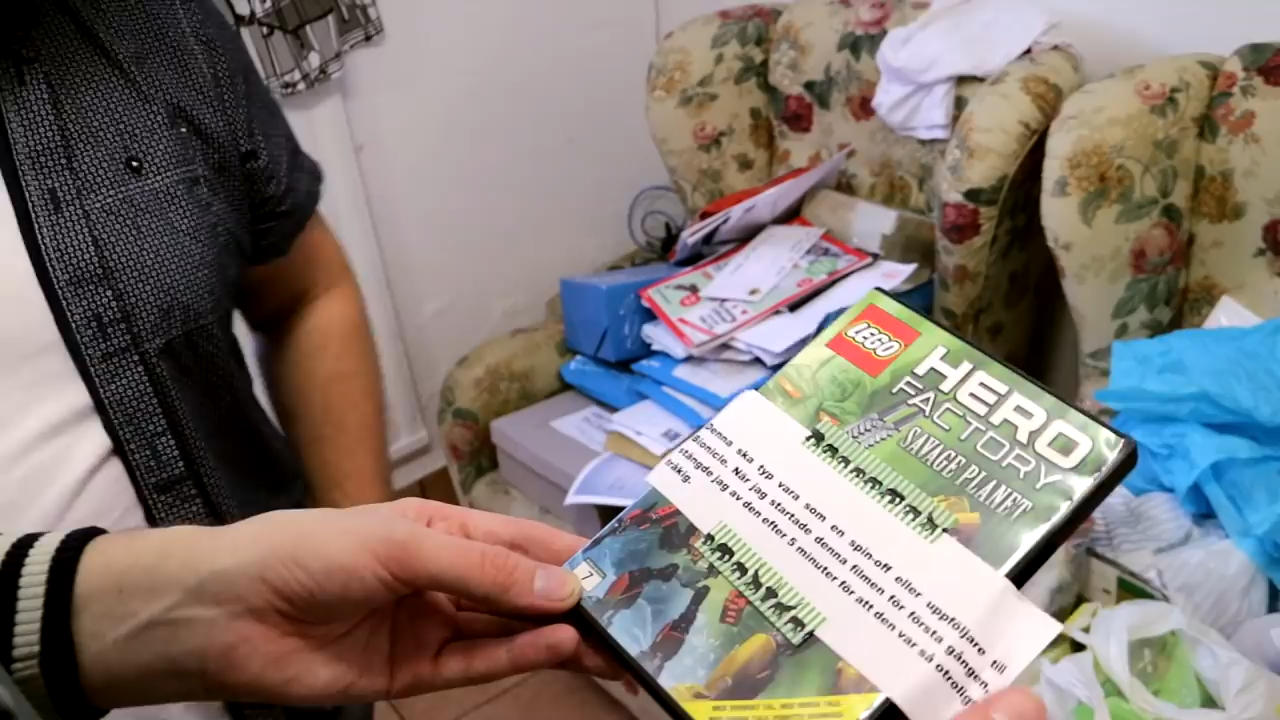 LEGO
HERO
FACTORY
SAVAGE PLANET
Denna ska typ vara som en spin-off eller uppföljare till
Bionicle. När jag startade denna filmen för första gången,
stängde jag av den efter 5 minuter för att den var så otrolig
tråkig.
7